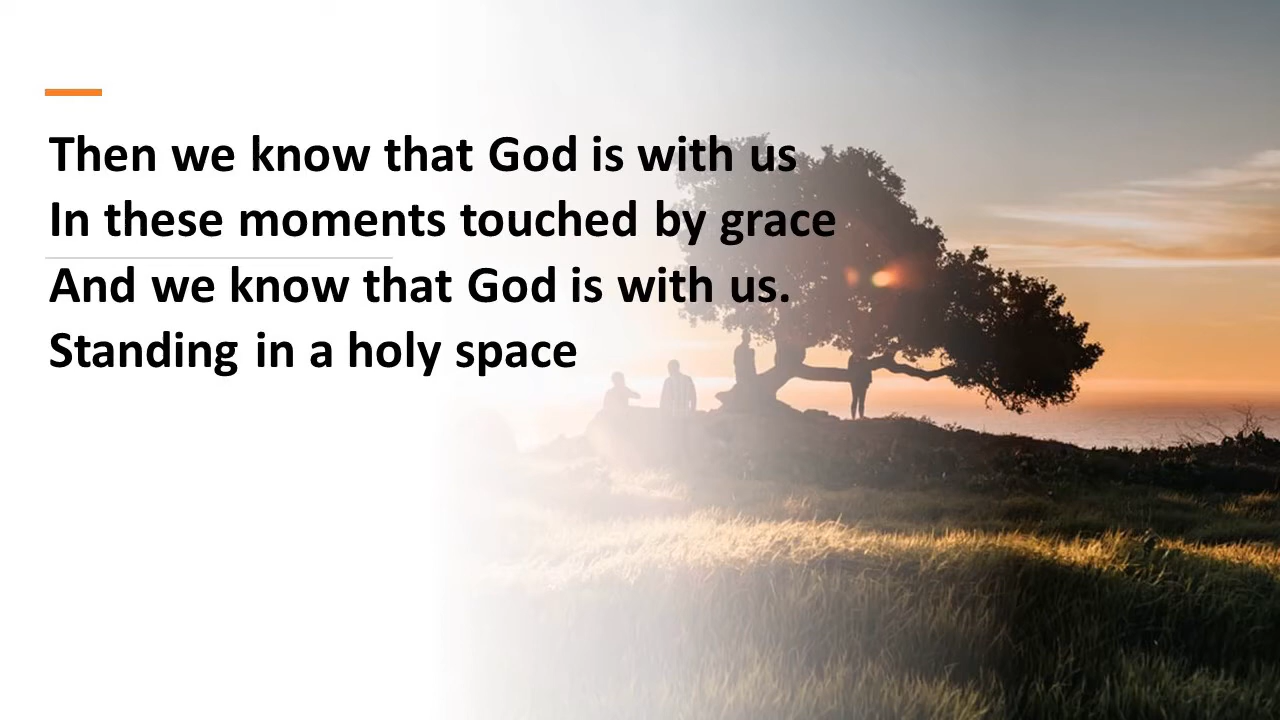 Then we know that God is with us
In these moments touched by grace
And we know that God is with us.
Standing in a holy space